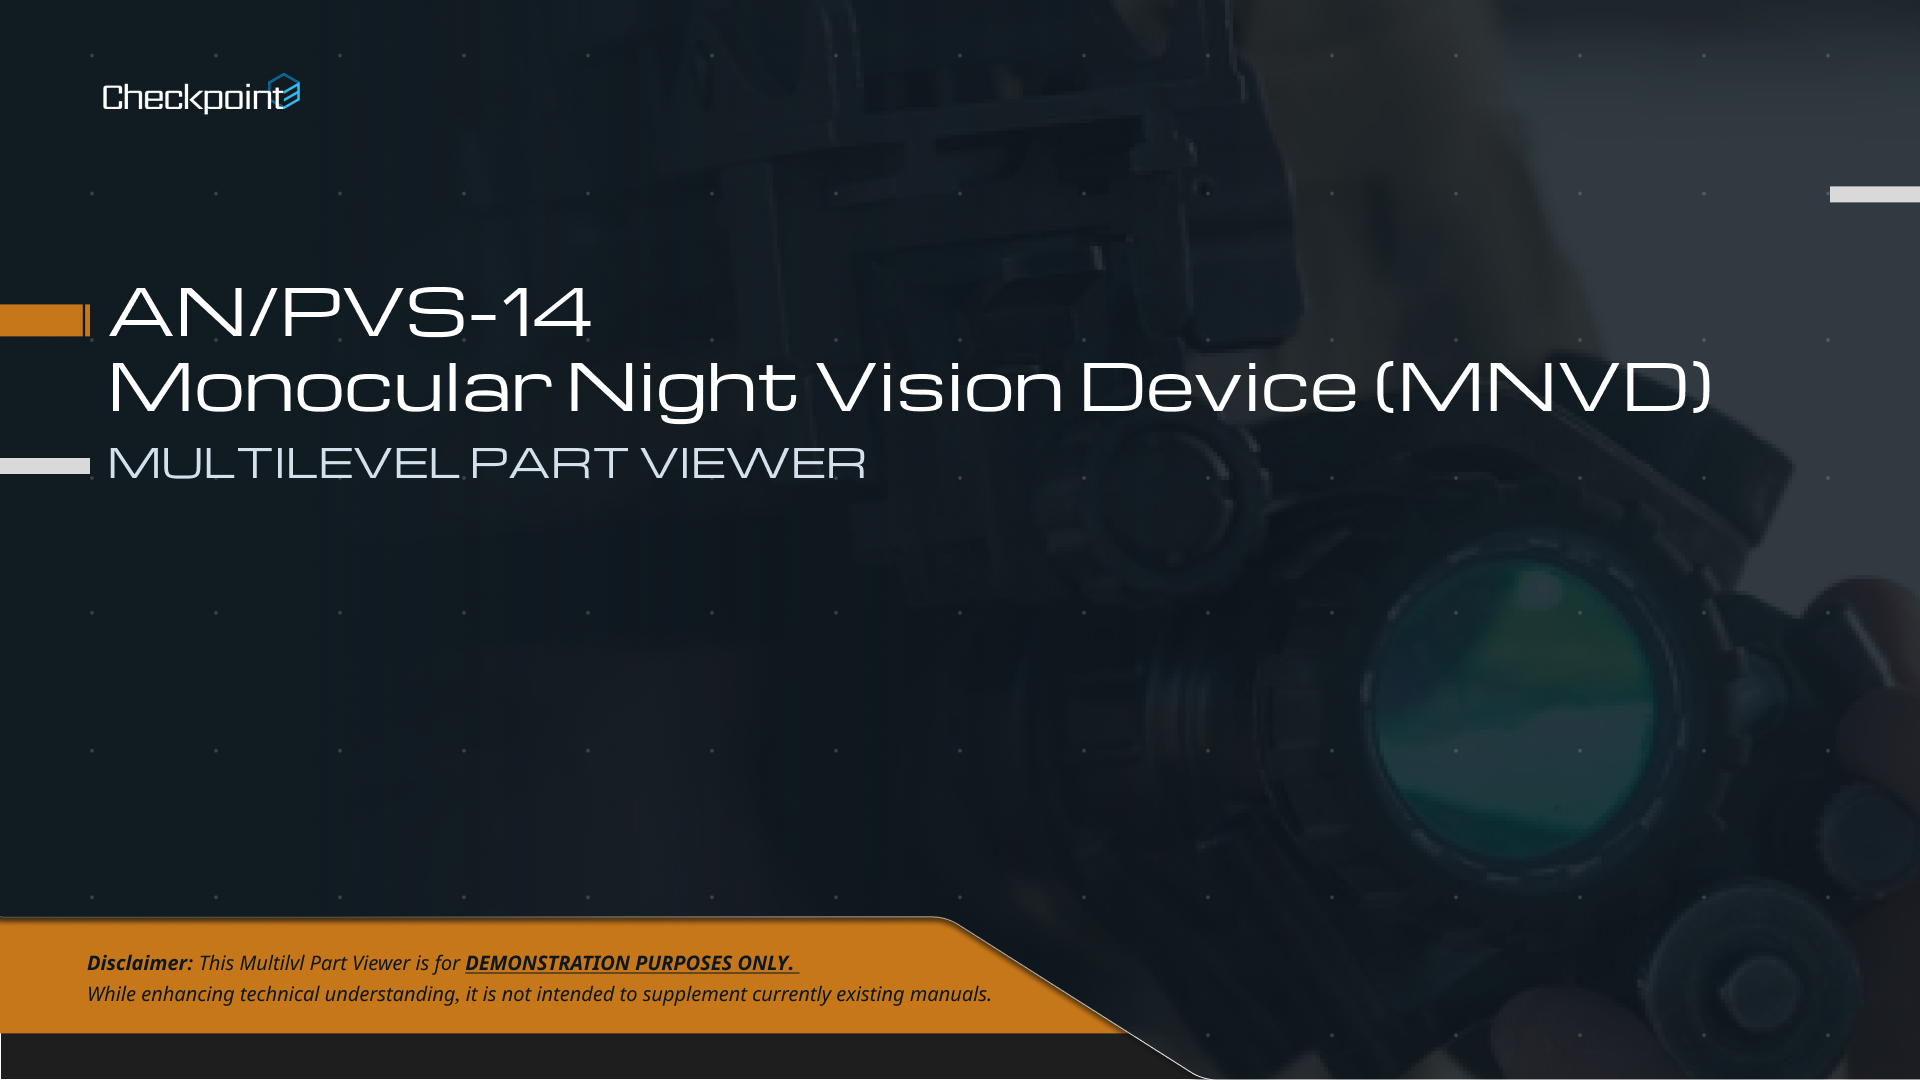 Checkpoint
AN/PVS-14
Monocular Night Vision Device (MNVD)
MULTILEVEL PART VIEWER
Disclaimer: This Multilvl Part Viewer is for DEMONSTRATION PURPOSES ONLY.
While enhancing technical understanding, it is not intended to supplement currently existing manuals.